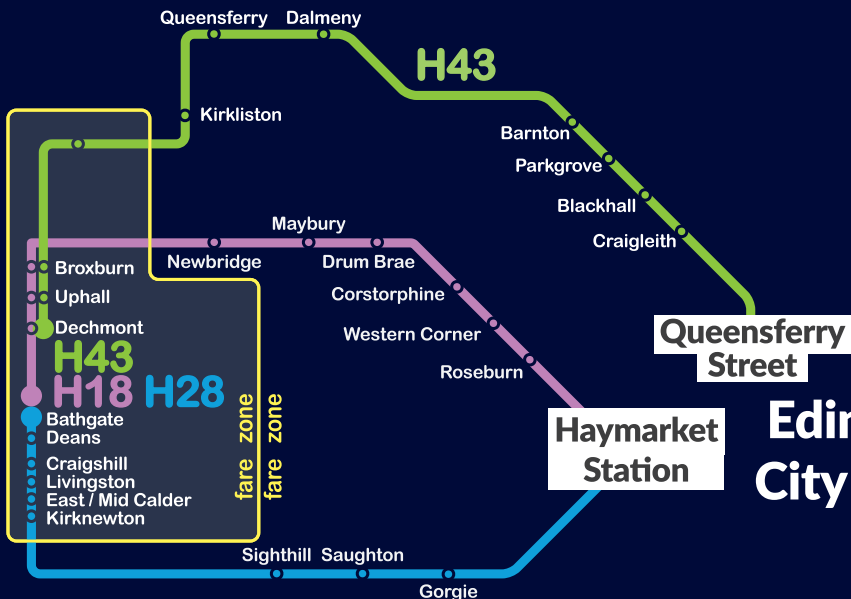 Queensferry
Dalmeny
H43
Kirkliston
Barnton
Parkgrove
Blackhall
Craigleith
Maybury
Newbridge
Drum Brae
Broxburn
Corstorphine
Uphall
Dechmont
Western Corner
Queensferry
Street
H43
Roseburn
H18 H28
Bathgate
Deans
Craigshill
Livingston
East / Mid Calder
Kirknewton
fare zone
fare zone
Haymarket
Station
City
Sighthill
Saughton
Gorgie